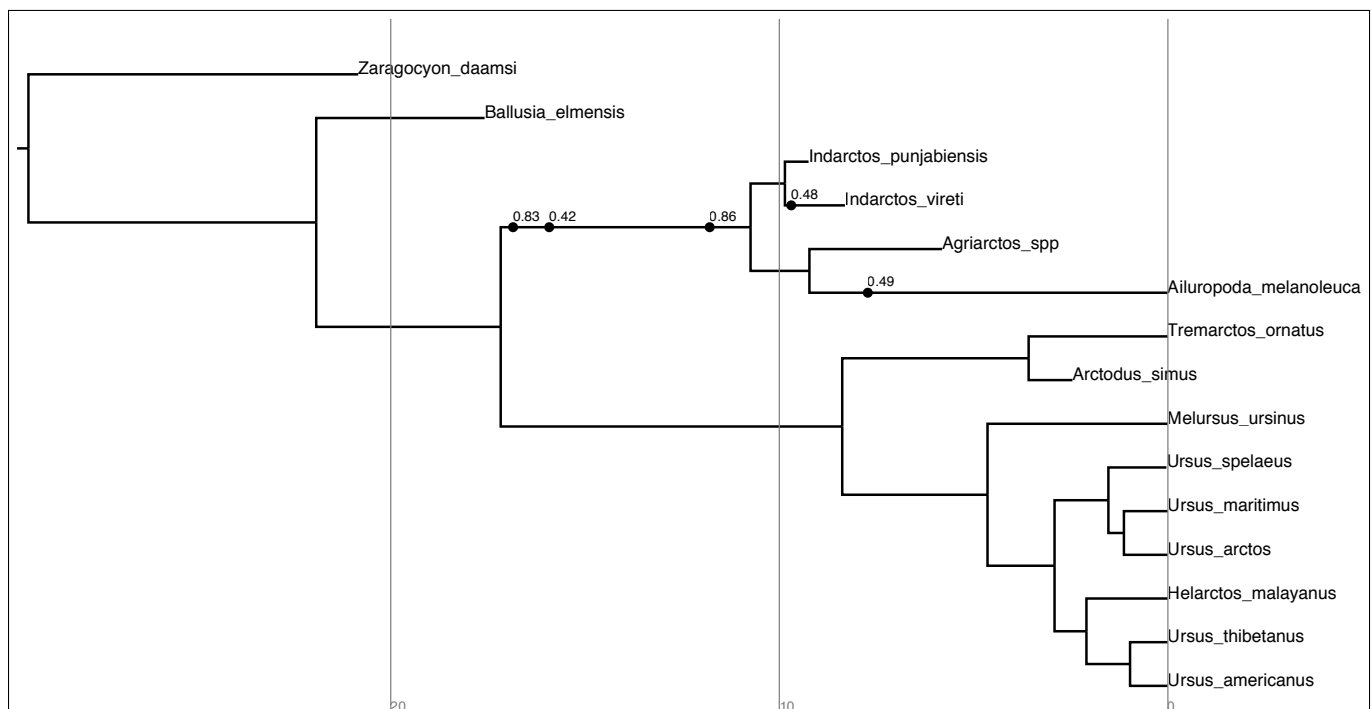 Zaragocyon_daamsi
Ballusia_elmensis
Indarctos_punjabiensis
0.48
Indarctos_vireti
0.83 0.42 0.86
Agriarctos_spp
0.49
Ailuropoda_melanoleuca
Tremarctos_ornatus
Arctodus_simus
Melursus_ursinus
Ursus_spelaeus
Ursus_maritimus
Ursus_arctos
Helarctos_malayanus
Ursus_thibetanus
Ursus_americanus
20 10 0